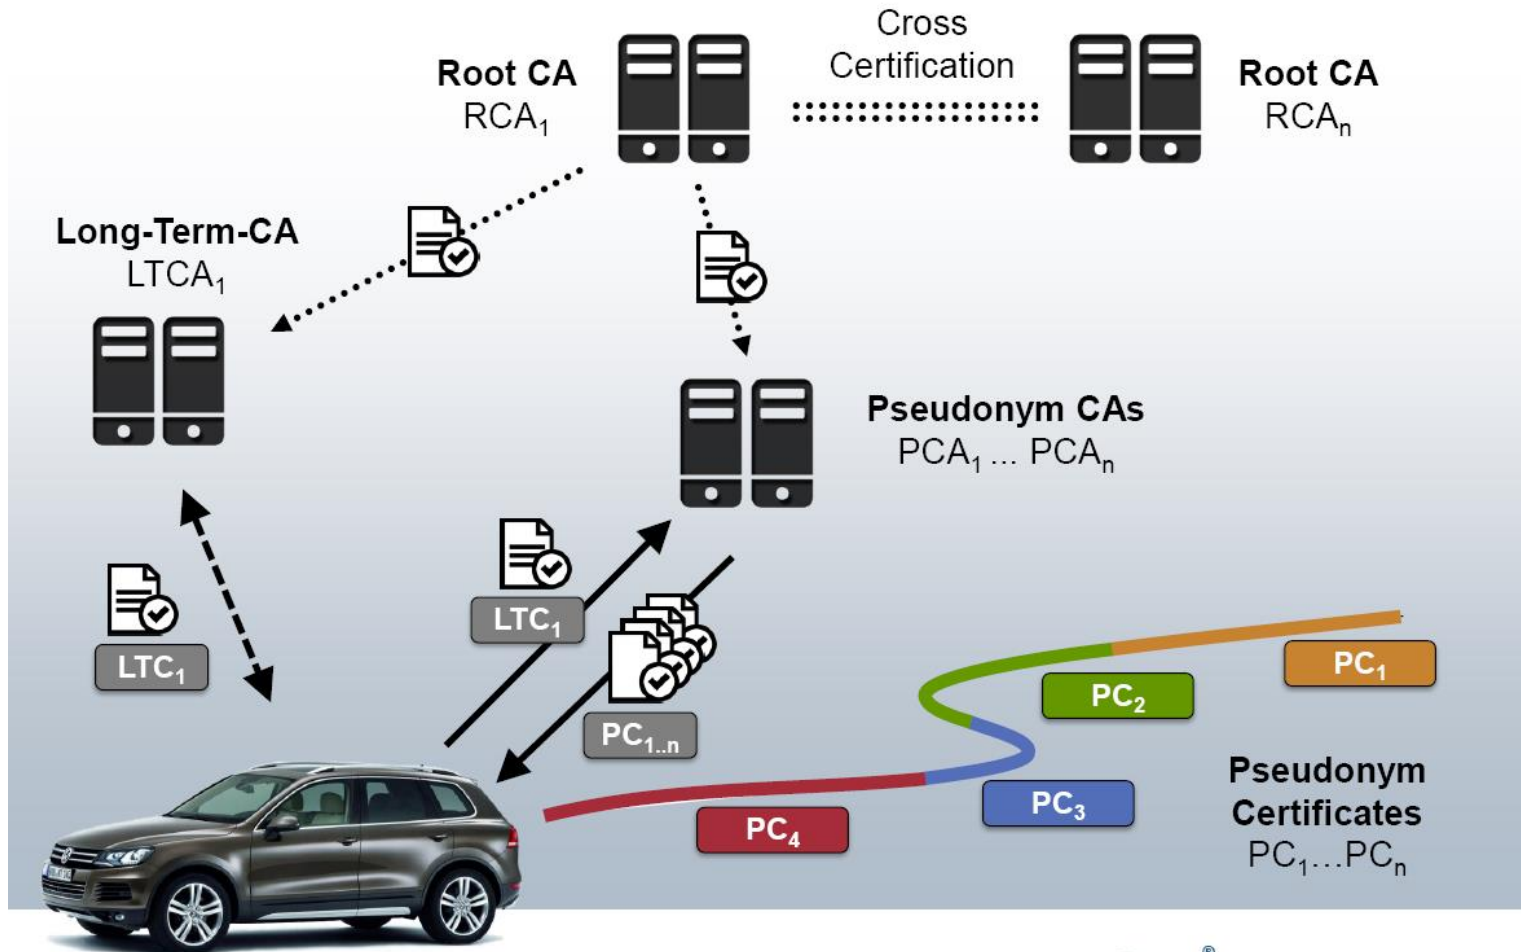 Cross
Certification
Root CA
RCA₁
Root CA
RCAₙ
Long-Term-CA
LTCA₁
Pseudonym CAs
PCA₁ ... PCAₙ
LTC₁
LTC₁
PC₁..ₙ
PC₁
PC₂
PC₃
PC₄
Pseudonym
Certificates
PC₁...PCₙ
®